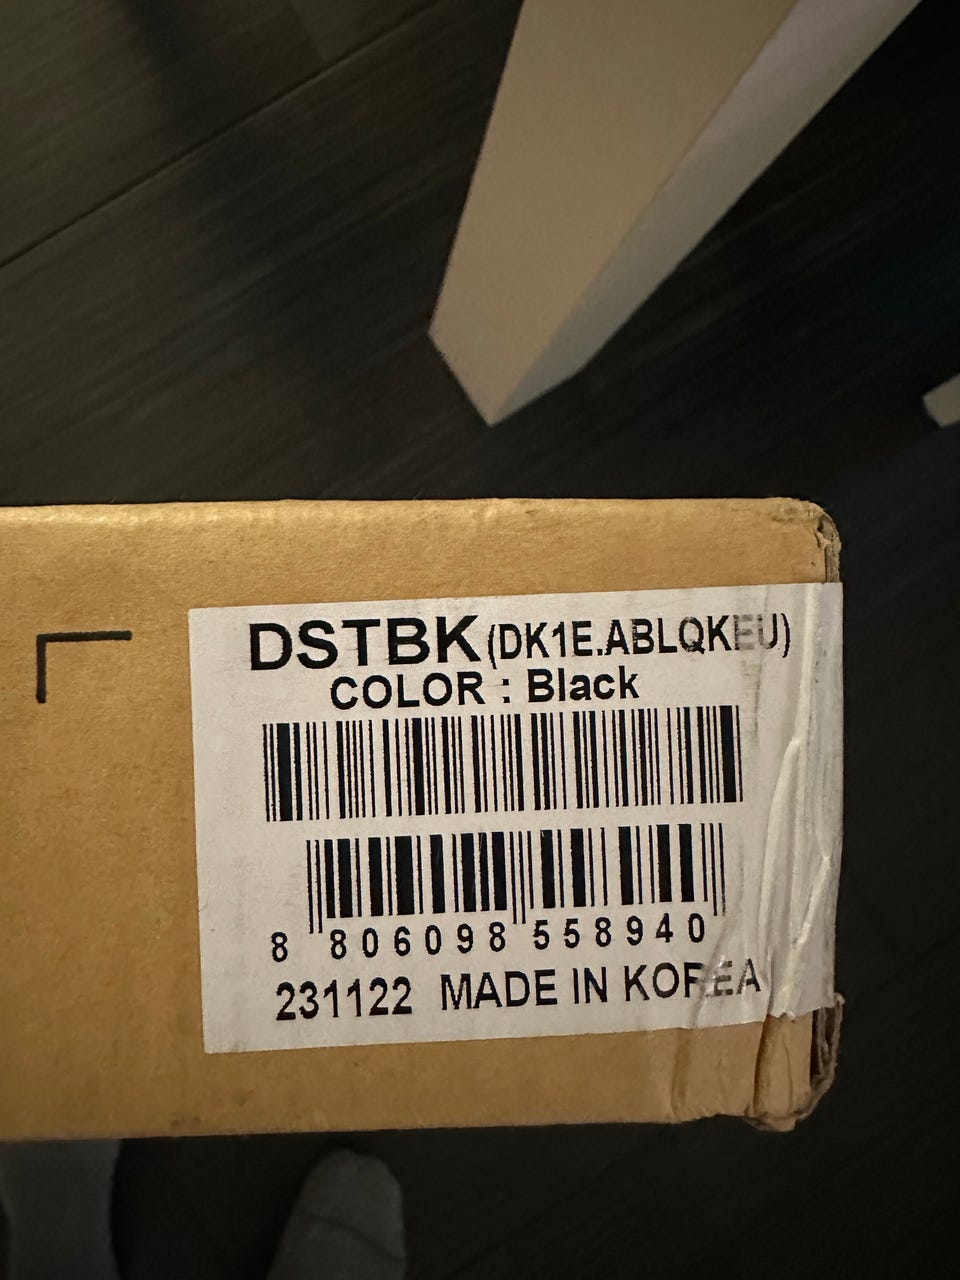 DSTBK(DK1E.ABLQKEU)
COLOR : Black
8 806098 558940
231122 MADE IN KOREA